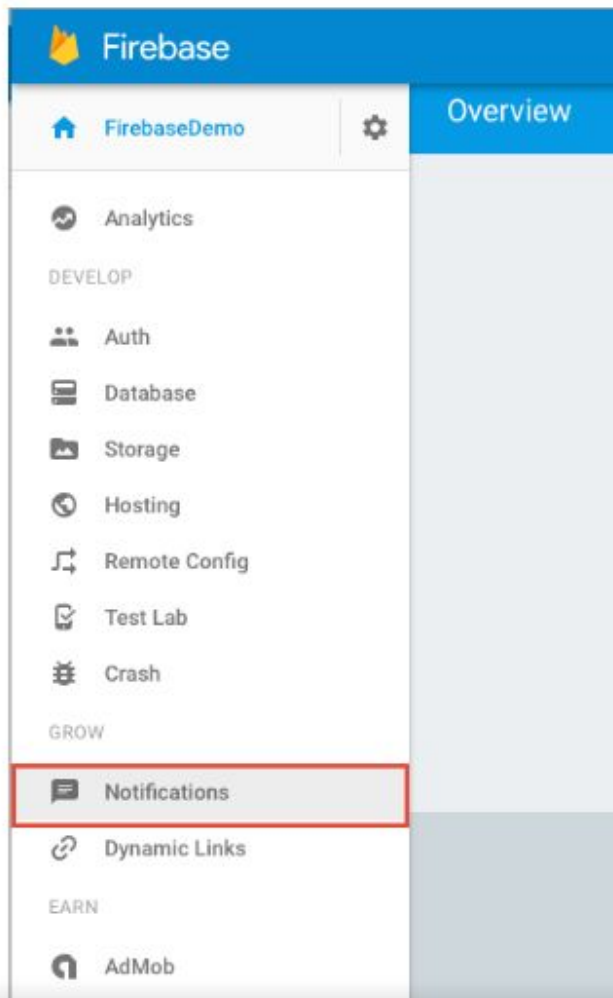 Firebase
FirebaseDemo
Overview
Analytics
DEVELOP
Auth
Database
Storage
Hosting
Remote Config
Test Lab
Crash
GROW
Notifications
Dynamic Links
EARN
AdMob